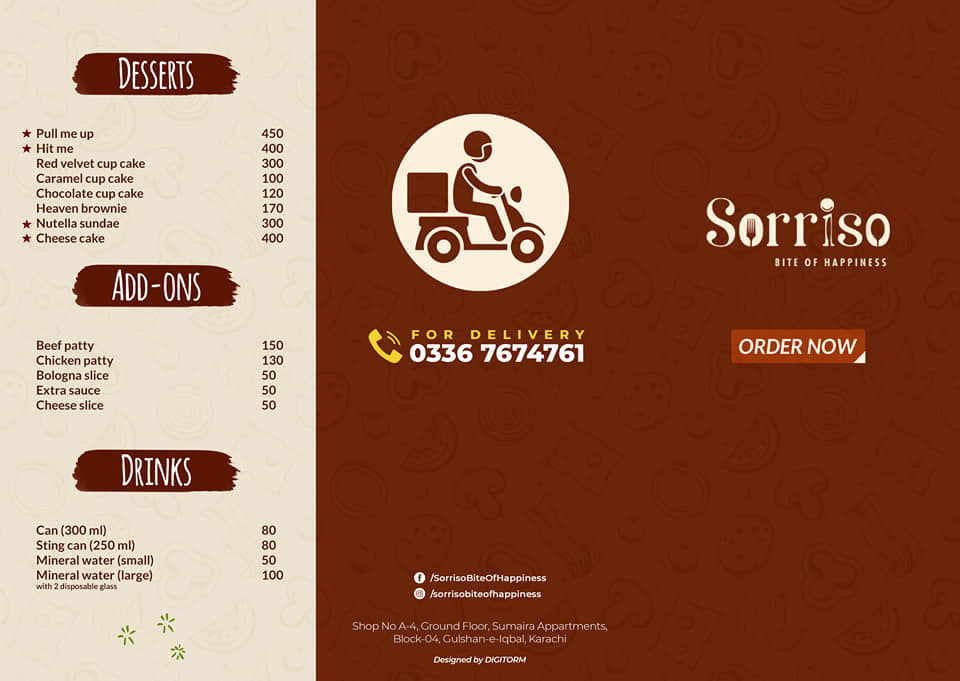 DESSERTS
★ Pull me up 450
★ Hit me 400
Red velvet cup cake 300
Caramel cup cake 100
Chocolate cup cake 120
Heaven brownie 170
★ Nutella sundae 300
★ Cheese cake 400
ADD-ONS
Beef patty 150
Chicken patty 130
Bologna slice 50
Extra sauce 50
Cheese slice 50
DRINKS
Can (300 ml) 80
Sting can (250 ml) 80
Mineral water (small) 50
Mineral water (large) 100
with 2 disposable glass
FOR DELIVERY
0336 7674761
/SorrisoBiteOfHappiness
/sorrisobiteofhappiness
Shop No A-4, Ground Floor, Sumaira Appartments,
Block-04, Gulshan-e-Iqbal, Karachi
Designed by DIGITORM
Sorriso
BITE OF HAPPINESS
ORDER NOW